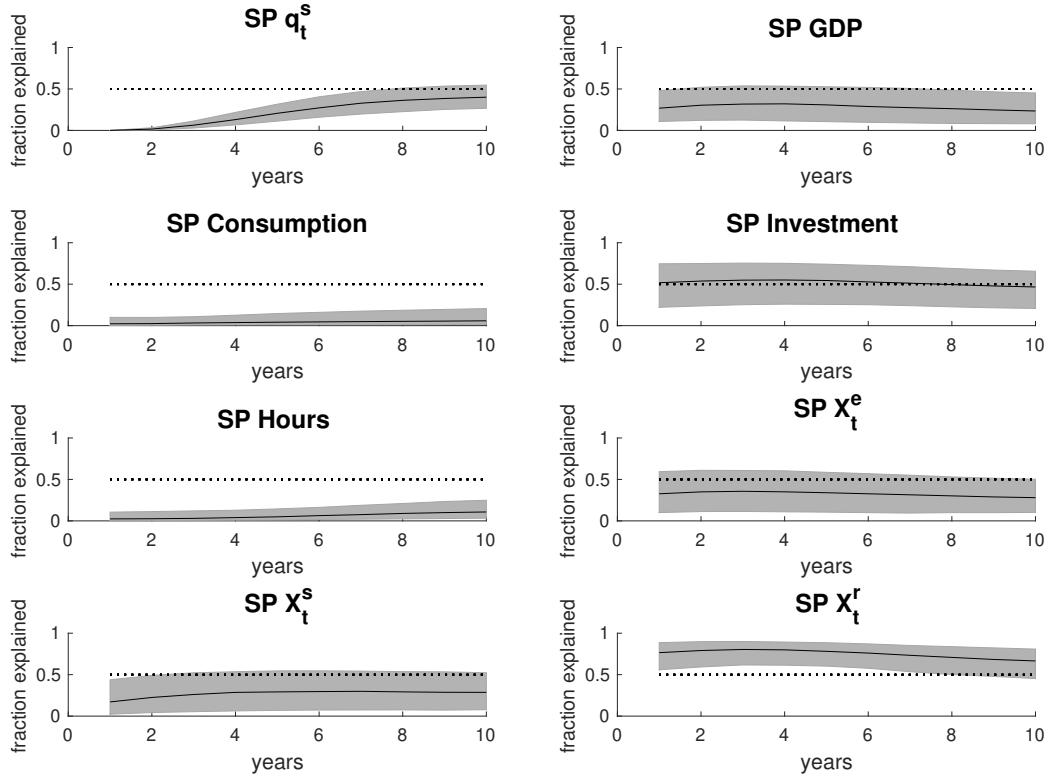 SP q_t^s
fraction explained
1
0.5
0
0 2 4 6 8 10
years
SP GDP
fraction explained
1
0.5
0
0 2 4 6 8 10
years
SP Consumption
fraction explained
1
0.5
0
0 2 4 6 8 10
years
SP Investment
fraction explained
1
0.5
0
0 2 4 6 8 10
years
SP Hours
fraction explained
1
0.5
0
0 2 4 6 8 10
years
SP X_t^e
fraction explained
1
0.5
0
0 2 4 6 8 10
years
SP X_t^s
fraction explained
1
0.5
0
0 2 4 6 8 10
years
SP X_t^r
fraction explained
1
0.5
0
0 2 4 6 8 10
years